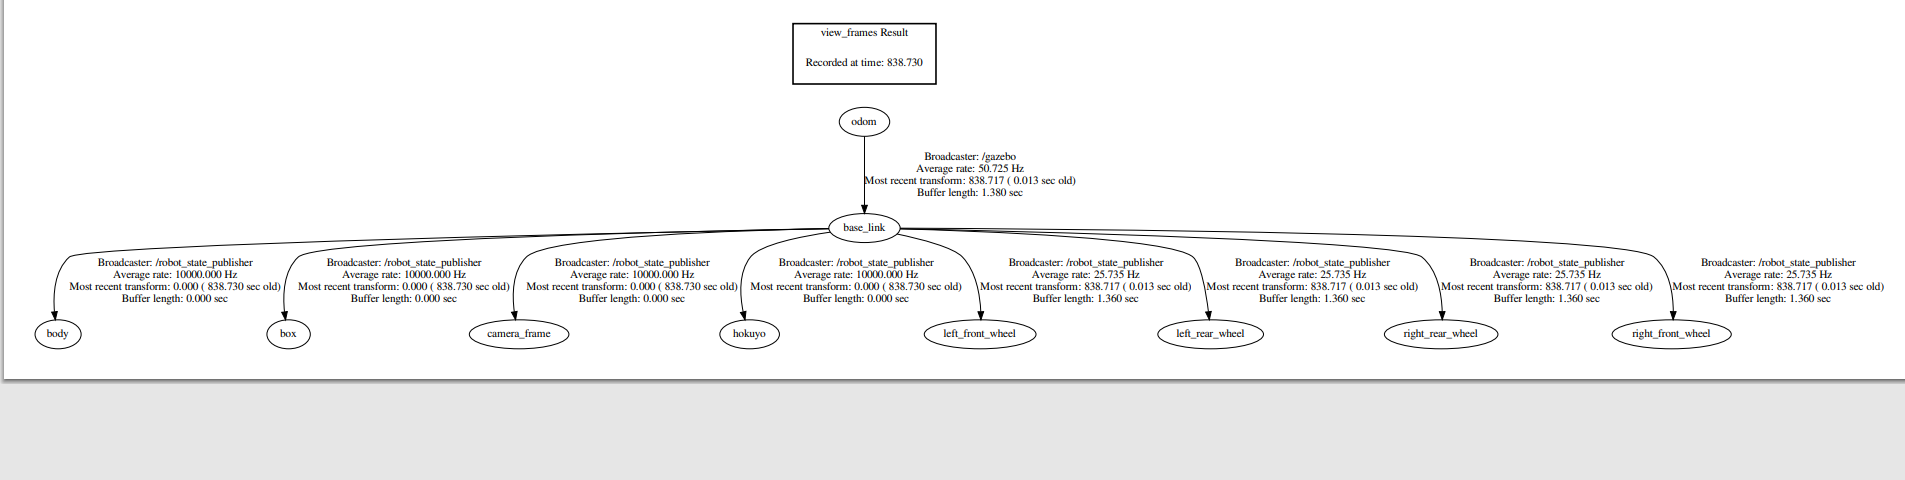 view_frames Result
Recorded at time: 838.730
odom
Broadcaster: /gazebo
Average rate: 50.725 Hz
Most recent transform: 838.717 ( 0.013 sec old)
Buffer length: 1.380 sec
base_link
Broadcaster: /robot_state_publisher
Average rate: 10000.000 Hz
Most recent transform: 0.000 ( 838.730 sec old)
Buffer length: 0.000 sec
Broadcaster: /robot_state_publisher
Average rate: 10000.000 Hz
Most recent transform: 0.000 ( 838.730 sec old)
Buffer length: 0.000 sec
Broadcaster: /robot_state_publisher
Average rate: 10000.000 Hz
Most recent transform: 0.000 ( 838.730 sec old)
Buffer length: 0.000 sec
Broadcaster: /robot_state_publisher
Average rate: 10000.000 Hz
Most recent transform: 0.000 ( 838.730 sec old)
Buffer length: 0.000 sec
Broadcaster: /robot_state_publisher
Average rate: 25.735 Hz
Most recent transform: 838.717 ( 0.013 sec old)
Buffer length: 1.360 sec
Broadcaster: /robot_state_publisher
Average rate: 25.735 Hz
Most recent transform: 838.717 ( 0.013 sec old)
Buffer length: 1.360 sec
Broadcaster: /robot_state_publisher
Average rate: 25.735 Hz
Most recent transform: 838.717 ( 0.013 sec old)
Buffer length: 1.360 sec
Broadcaster: /robot_state_publisher
Average rate: 25.735 Hz
Most recent transform: 838.717 ( 0.013 sec old)
Buffer length: 1.360 sec
body
box
camera_frame
hokuyo
left_front_wheel
left_rear_wheel
right_rear_wheel
right_front_wheel